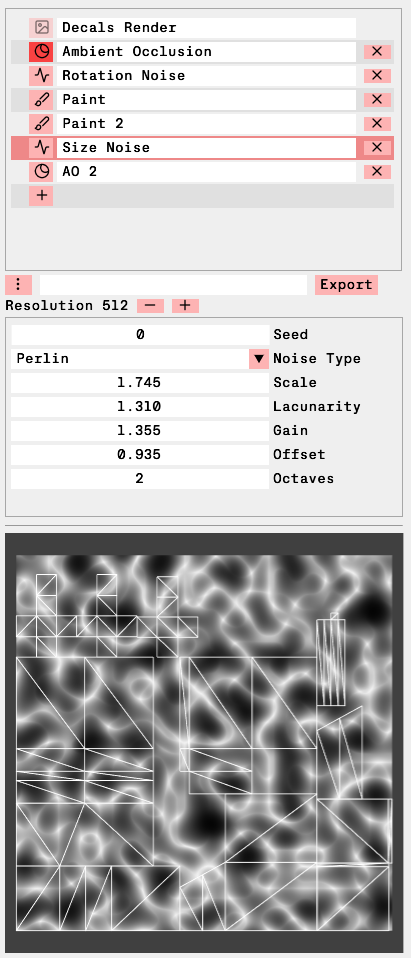 Decals Render
Ambient Occlusion
Rotation Noise
Paint
Paint 2
Size Noise
AO 2
Export
Resolution 512
0 Seed
Perlin Noise Type
1.745 Scale
1.310 Lacunarity
1.355 Gain
0.935 Offset
2 Octaves